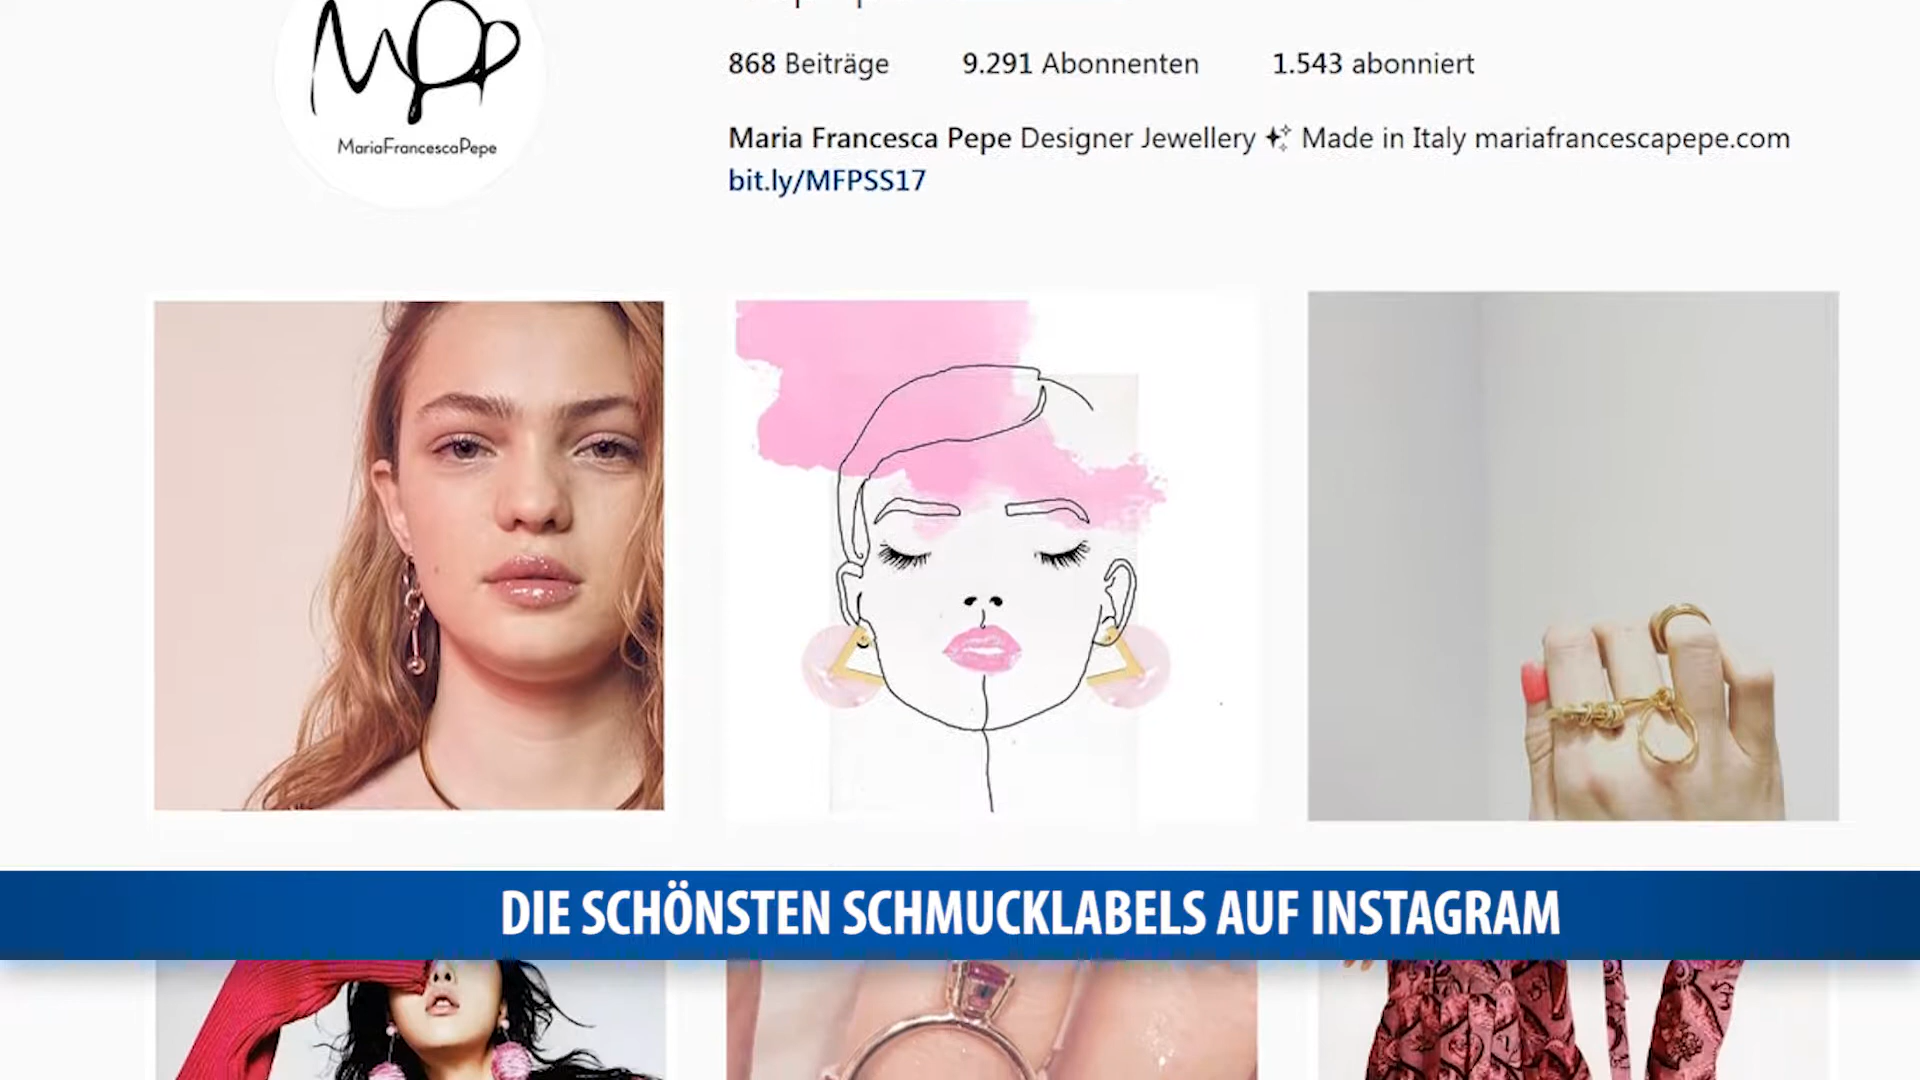 MFP
MariaFrancescaPepe
868 Beiträge 9.291 Abonnenten 1.543 abonniert
Maria Francesca Pepe Designer Jewellery ✨ Made in Italy mariafrancescapepe.com
bit.ly/MFPSS17
DIE SCHÖNSTEN SCHMUCKLABELS AUF INSTAGRAM